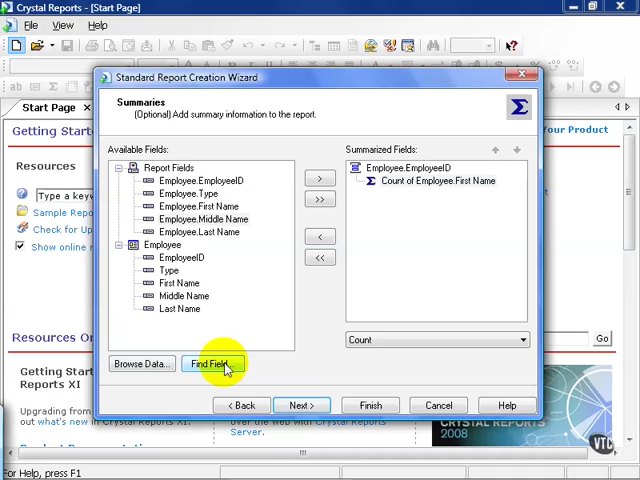 Crystal Reports - [Start Page]
File View Help
Standard Report Creation Wizard
Summaries
(Optional) Add summary information to the report.
Σ
Start Page
Getting Starte
Your Product
Resources
Type a keyw
Sample Repo
Check for Up
Show online r
Go
Resources On
Getting Start
Reports XI
Upgrading from
out what's new in Crystal Reports
over the web with Crystal Reports
Server.
CRYSTAL REPORTS
2008
VTC
Available Fields:
Report Fields
Employee.EmployeeID
Employee.Type
Employee.First Name
Employee.Middle Name
Employee.Last Name
Employee
EmployeeID
Type
First Name
Middle Name
Last Name
>
>>
<
<<
Summarized Fields:
Employee.EmployeeID
Σ Count of Employee.First Name
Count
Browse Data... Find Field...
< Back Next > Finish Cancel Help
For Help, press F1